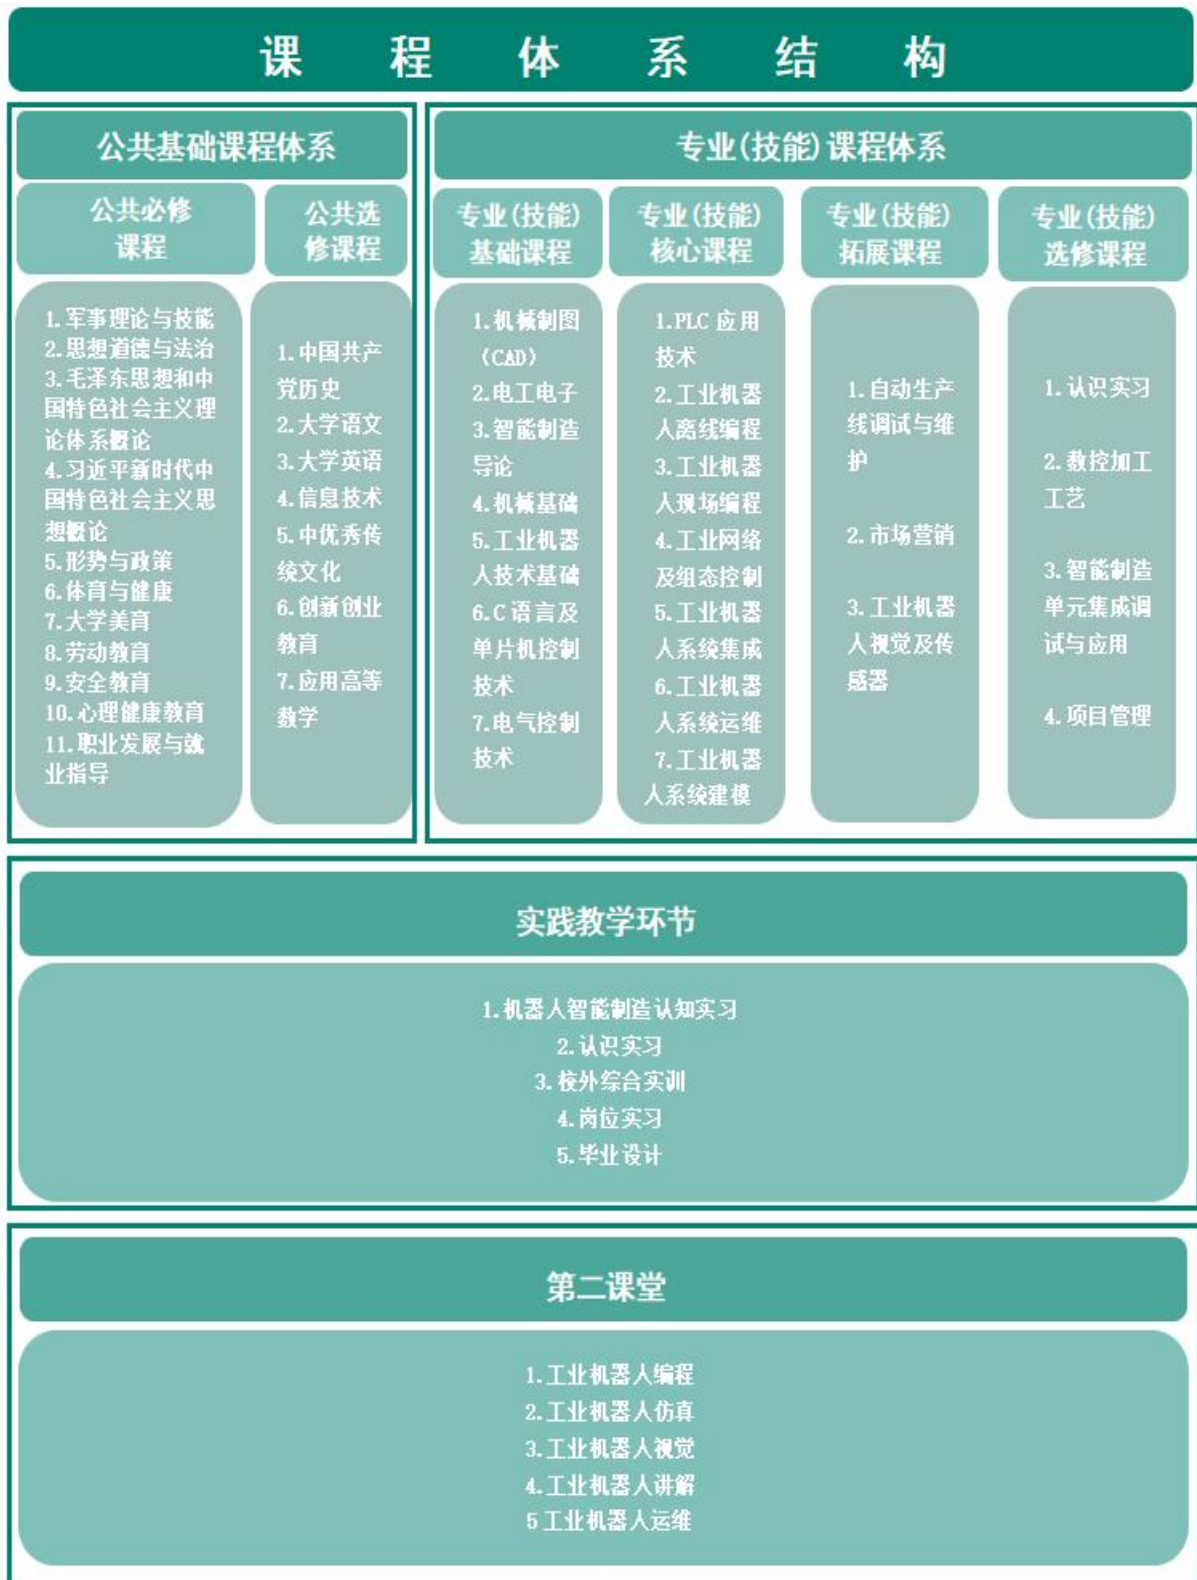 课程体系结构
公共基础课程体系
公共必修
课程
1.军事理论与技能
2.思想道德与法治
3.毛泽东思想和中
国特色社会主义理
论体系概论
4.习近平新时代中
国特色社会主义思
想概论
5.形势与政策
6.体育与健康
7.大学美育
8.劳动教育
9.安全教育
10.心理健康教育
11.职业发展与就
业指导
公共选
修课程
1.中国共产
党历史
2.大学语文
3.大学英语
4.信息技术
5.中优秀传
统文化
6.创新创业
教育
7.应用高等
数学
专业(技能)课程体系
专业(技能)
基础课程
1.机械制图
（CAD）
2.电工电子
3.智能制造
导论
4.机械基础
5.工业机器
人技术基础
6.C语言及
单片机控制
技术
7.电气控制
技术
专业(技能)
核心课程
1.PLC应用
技术
2.工业机器
人离线编程
3.工业机器
人现场编程
4.工业网络
及组态控制
5.工业机器
人系统集成
6.工业机器
人系统运维
7.工业机器
人系统建模
专业(技能)
拓展课程
1.自动生产
线调试与维
护
2.市场营销
3.工业机器
人视觉及传
感器
专业(技能)
选修课程
1.认识实习
2.数控加工
工艺
3.智能制造
单元集成调
试与应用
4.项目管理
实践教学环节
1.机器人智能制造认知实习
2.认识实习
3.校外综合实训
4.岗位实习
5.毕业设计
第二课堂
1.工业机器人编程
2.工业机器人仿真
3.工业机器人视觉
4.工业机器人讲解
5工业机器人运维